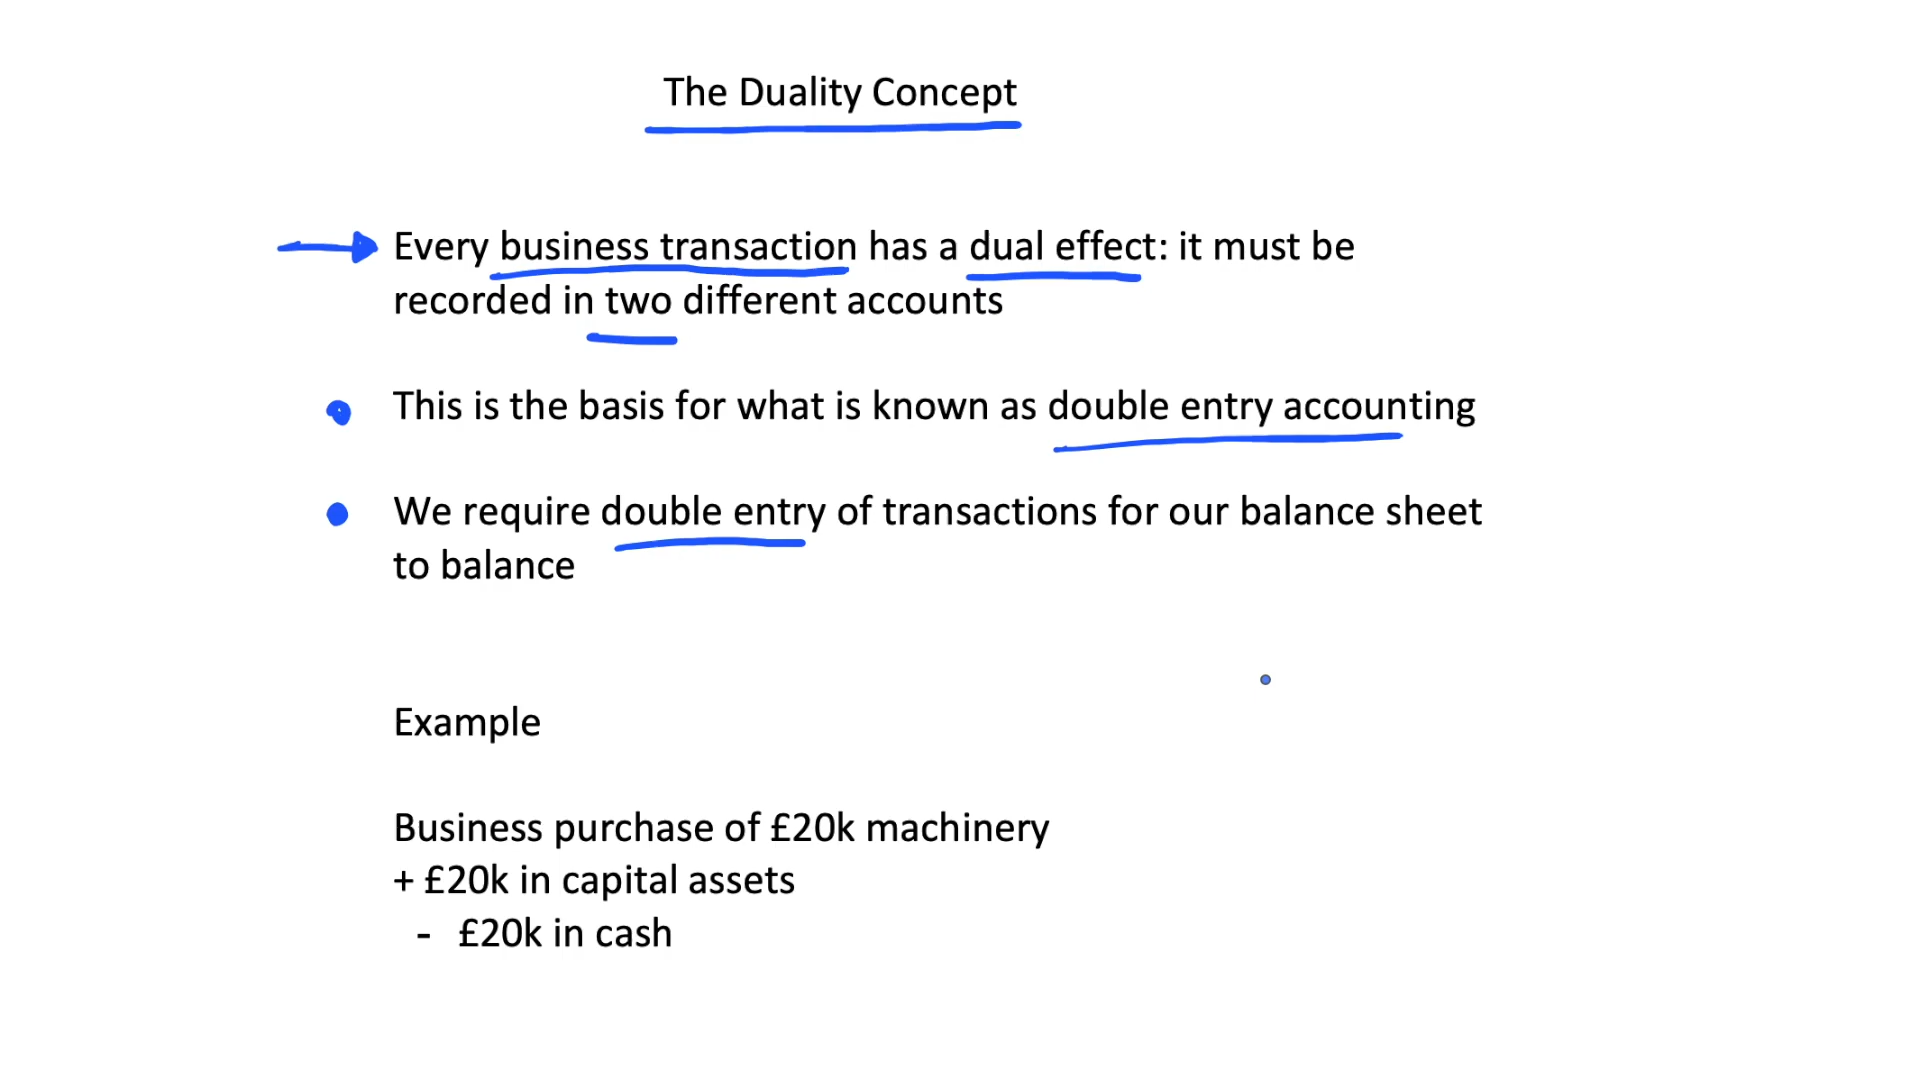 The Duality Concept
Every business transaction has a dual effect: it must be
recorded in two different accounts
This is the basis for what is known as double entry accounting
We require double entry of transactions for our balance sheet
to balance
Example
Business purchase of £20k machinery
+ £20k in capital assets
- £20k in cash